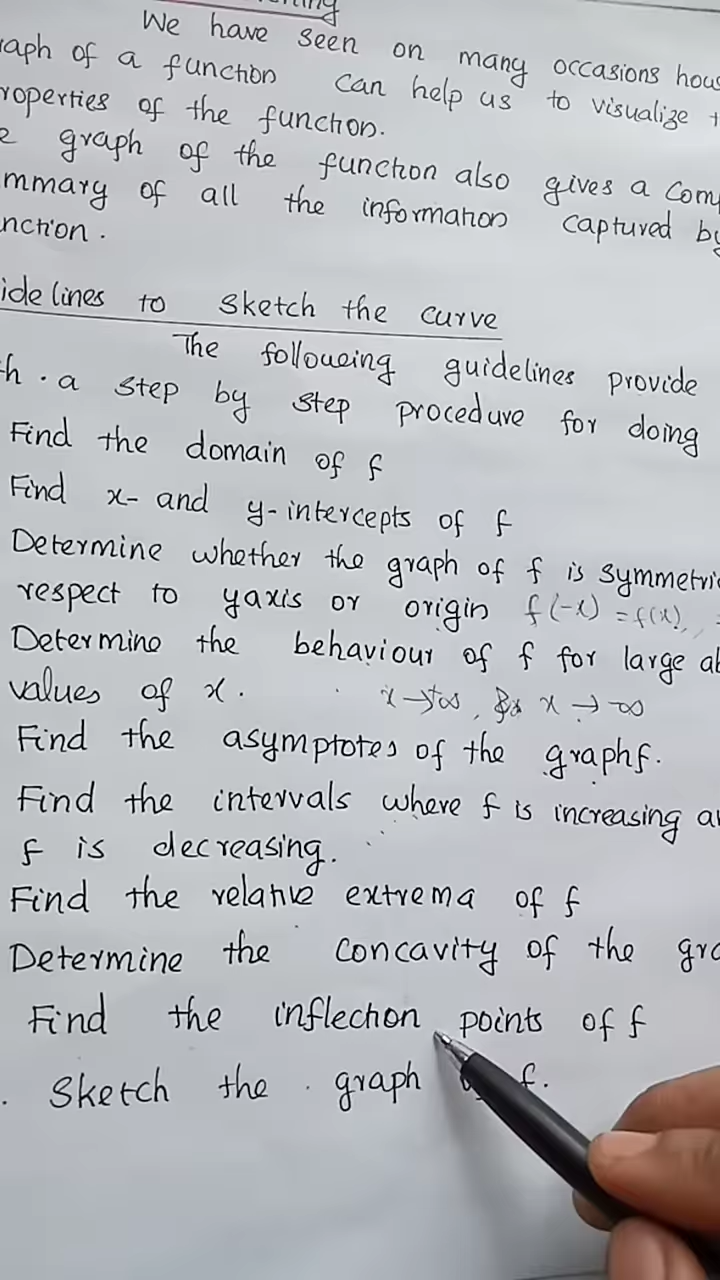 We have seen on many occasions how
raph of a function can help us to visualize
roperties of the function.
graph of the function also gives a com
mmary of all the information captured by
nction.
ide lines to sketch the curve
The following guidelines provide
h. a step by step procedure for doing
Find the domain of f
Find x- and y-intercepts of f
Determine whether the graph of f is symmetri
respect to yaxis or origin f(-x) = f(x),
Determine the behaviour of f for large ab
values of x. x→+∞, x→-∞
Find the asymptotes of the graph f.
Find the intervals where f is increasing a
f is decreasing.
Find the relative extrema of f
Determine the concavity of the gra
Find the inflection points of f
. Sketch the graph f.